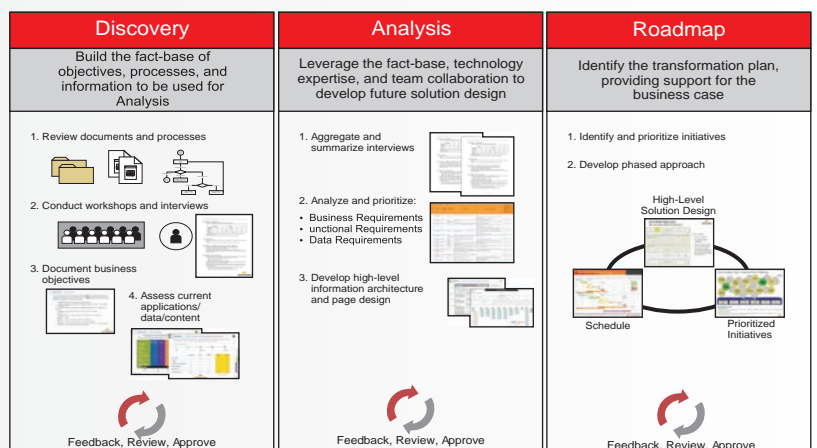 Discovery
Build the fact-base of
objectives, processes, and
information to be used for
Analysis
1. Review documents and processes
2. Conduct workshops and interviews
3. Document business
objectives
4. Assess current
applications/
data/content
Feedback, Review, Approve
Analysis
Leverage the fact-base, technology
expertise, and team collaboration to
develop future solution design
1. Aggregate and
summarize interviews
2. Analyze and prioritize:
• Business Requirements
• unctional Requirements
• Data Requirements
3. Develop high-level
information architecture
and page design
Feedback, Review, Approve
Roadmap
Identify the transformation plan,
providing support for the
business case
1. Identify and prioritize initiatives
2. Develop phased approach
High-Level
Solution Design
Schedule
Prioritized
Initiatives
Feedback, Review, Approve